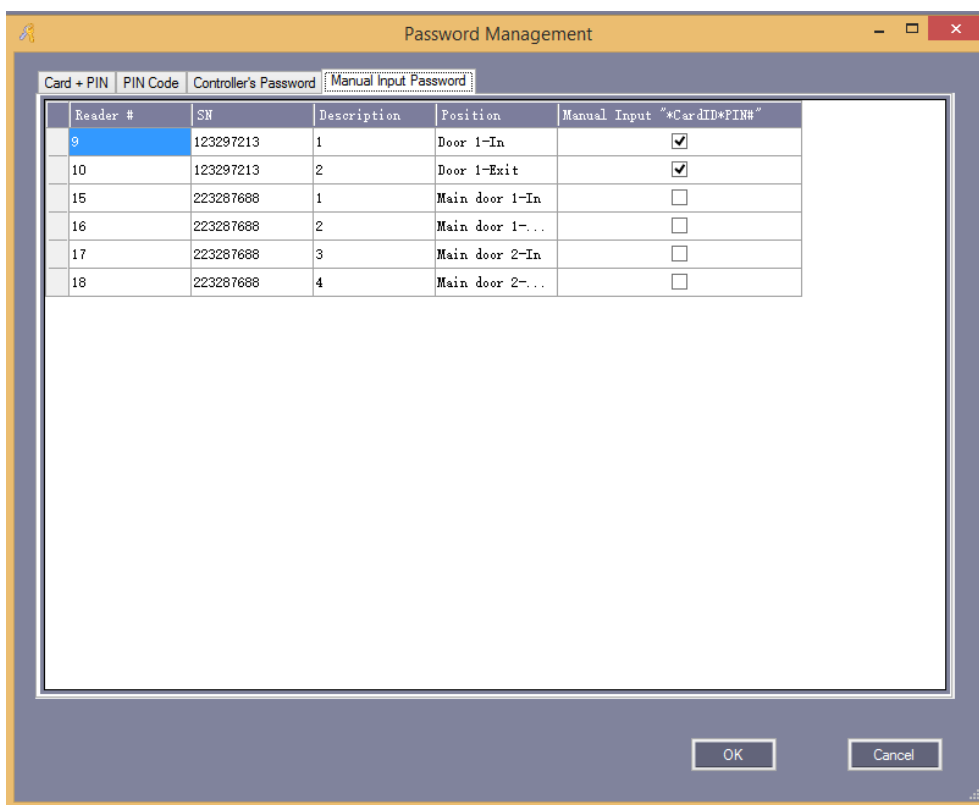 Password Management
Card + PIN PIN Code Controller's Password Manual Input Password
Reader # SN Description Position Manual Input "*CardID*PIN#"
9 123297213 1 Door 1-In
10 123297213 2 Door 1-Exit
15 223287688 1 Main door 1-In
16 223287688 2 Main door 1-...
17 223287688 3 Main door 2-In
18 223287688 4 Main door 2-...
OK Cancel